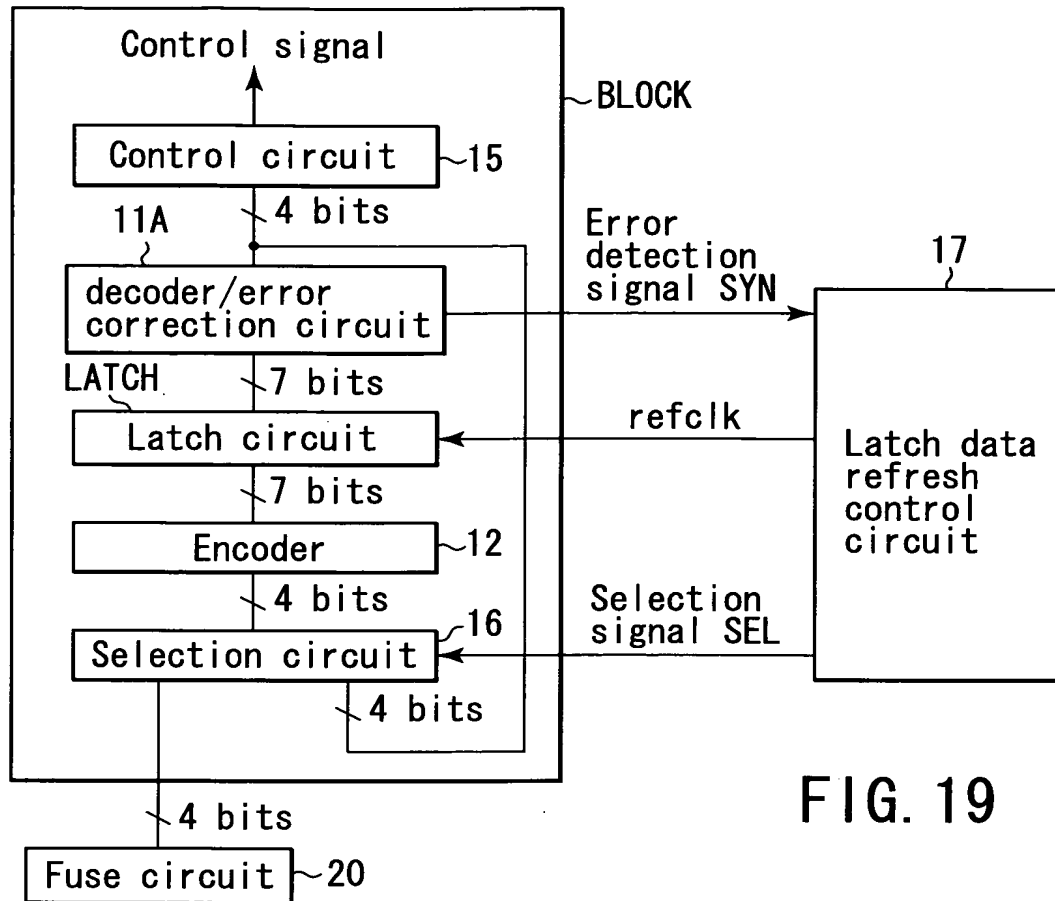 Control signal
BLOCK
Control circuit
15
4 bits
11A
Error
detection
signal SYN
17
decoder/error
correction circuit
LATCH
7 bits
Latch circuit
refclk
Latch data
refresh
control
circuit
7 bits
Encoder
12
4 bits
Selection
signal SEL
16
Selection circuit
4 bits
4 bits
FIG. 19
Fuse circuit
20